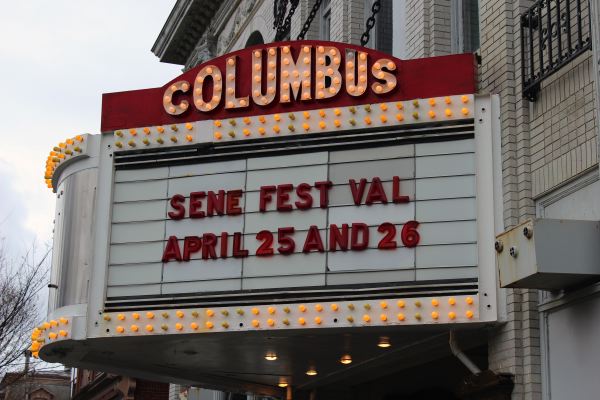 COLUMBUS
SENE FEST VAL
APRIL 25 AND 26